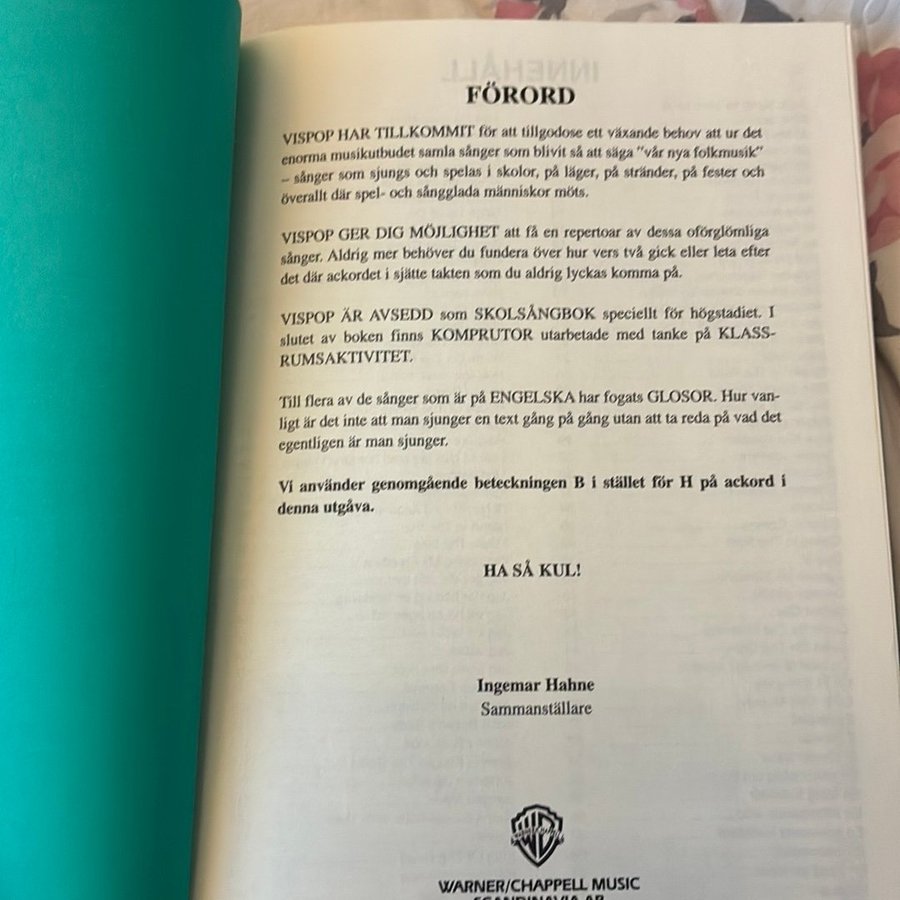 INNEHÅLL
FÖRORD
VISPOP HAR TILLKOMMIT för att tillgodose ett växande behov att ur det
enorma musikutbudet samla sånger som blivit så att säga "vår nya folkmusik"
– sånger som sjungs och spelas i skolor, på läger, på stränder, på fester och
överallt där spel- och sångglada människor möts.
VISPOP GER DIG MÖJLIGHET att få en repertoar av dessa oförglömliga
sånger. Aldrig mer behöver du fundera över hur vers två gick eller leta efter
det där ackordet i sjätte takten som du aldrig lyckas komma på.
VISPOP ÄR AVSEDD som SKOLSÅNGBOK speciellt för högstadiet. I
slutet av boken finns KOMPRUTOR utarbetade med tanke på KLASS-
RUMSAKTIVITET.
Till flera av de sånger som är på ENGELSKA har fogats GLOSOR. Hur van-
ligt är det inte att man sjunger en text gång på gång utan att ta reda på vad det
egentligen är man sjunger.
Vi använder genomgående beteckningen B i stället för H på ackord i
denna utgåva.
HA SÅ KUL!
Ingemar Hahne
Sammanställare
WARNER/CHAPPELL MUSIC
SCANDINAVIA AB